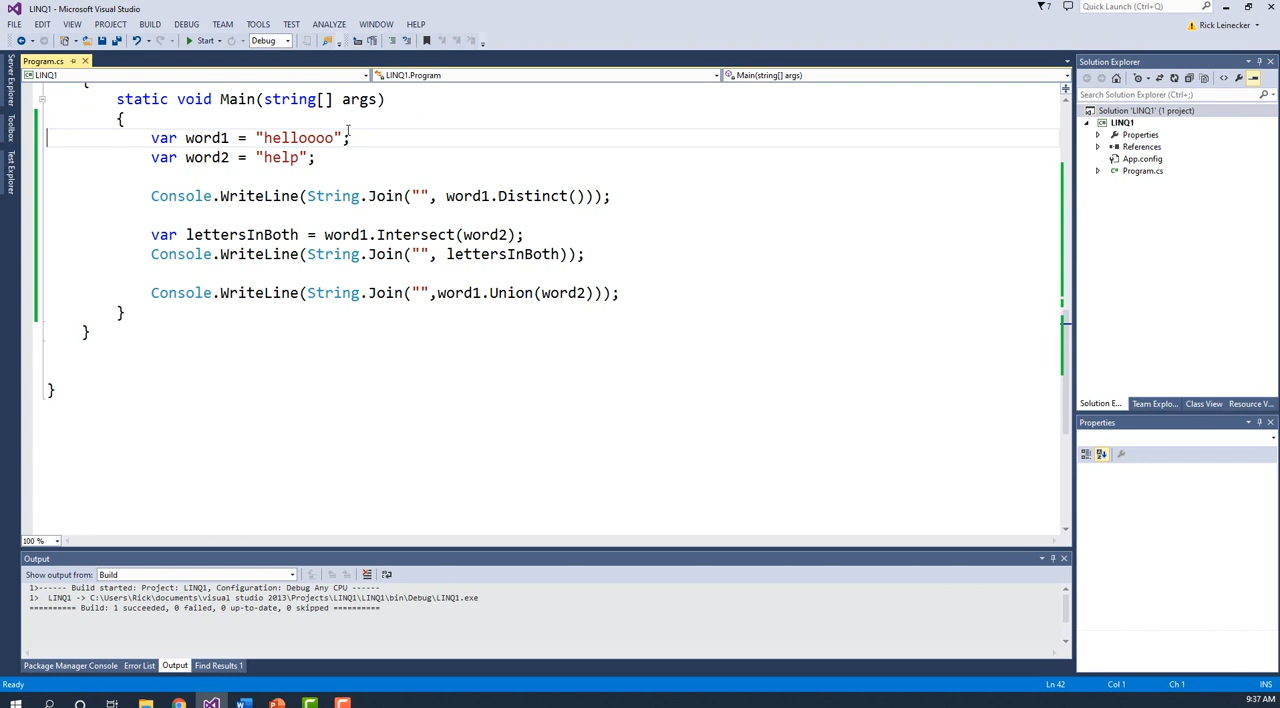 LINQ1 - Microsoft Visual Studio
7
Quick Launch (Ctrl+Q)
FILE EDIT VIEW PROJECT BUILD DEBUG TEAM TOOLS TEST ANALYZE WINDOW HELP
Rick Leinecker
Start Debug
Server Explorer
Toolbox
Test Explorer
Program.cs
LINQ1 LINQ1.Program Main(string[] args)
{
static void Main(string[] args)
{
var word1 = "helloooo";
var word2 = "help";
Console.WriteLine(String.Join("", word1.Distinct()));
var lettersInBoth = word1.Intersect(word2);
Console.WriteLine(String.Join("", lettersInBoth));
Console.WriteLine(String.Join("",word1.Union(word2)));
}
}
}
100 %
Solution Explorer
Search Solution Explorer (Ctrl+;)
Solution 'LINQ1' (1 project)
LINQ1
Properties
References
App.config
Program.cs
Solution E... Team Explo... Class View Resource V...
Properties
Output
Show output from: Build
1>------ Build started: Project: LINQ1, Configuration: Debug Any CPU ------
1> LINQ1 -> C:\Users\Rick\documents\visual studio 2013\Projects\LINQ1\LINQ1\bin\Debug\LINQ1.exe
========== Build: 1 succeeded, 0 failed, 0 up-to-date, 0 skipped ==========
Package Manager Console Error List Output Find Results 1
Ready Ln 42 Col 1 Ch 1 INS
9:37 AM